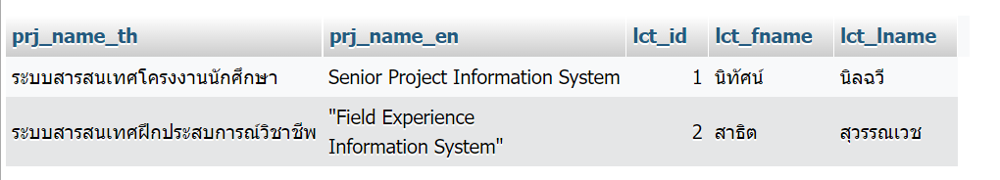 prj_name_th prj_name_en lct_id lct_fname lct_lname
ระบบสารสนเทศโครงงานนักศึกษา Senior Project Information System 1 นิทัศน์ นิลฉวี
ระบบสารสนเทศฝึกประสบการณ์วิชาชีพ "Field Experience
Information System" 2 สาธิต สุวรรณเวช